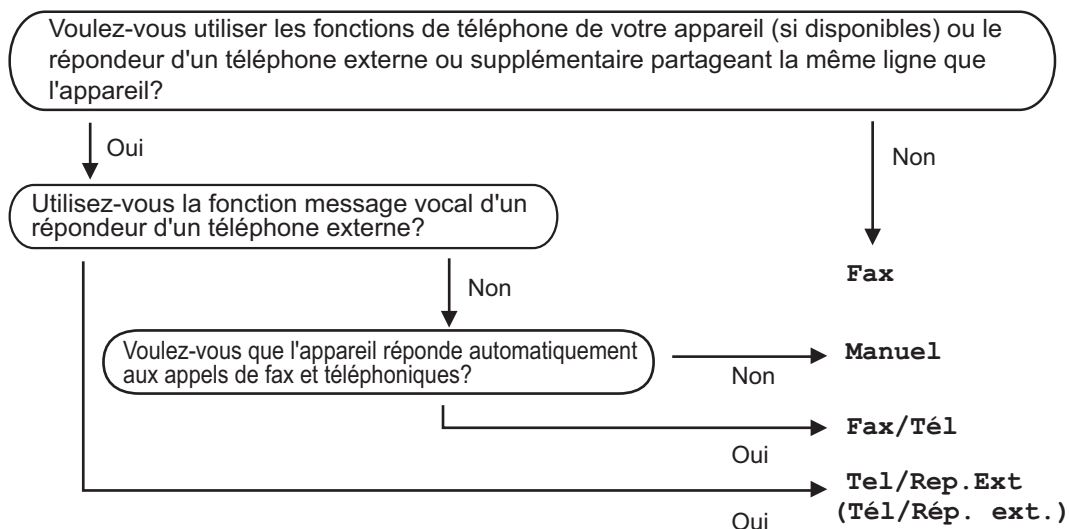 Voulez-vous utiliser les fonctions de téléphone de votre appareil (si disponibles) ou le
répondeur d'un téléphone externe ou supplémentaire partageant la même ligne que
l'appareil?
Oui
Non
Utilisez-vous la fonction message vocal d'un
répondeur d'un téléphone externe?
Fax
Non
Voulez-vous que l'appareil réponde automatiquement
aux appels de fax et téléphoniques?
Manuel
Non
Fax/Tél
Oui
Tel/Rep.Ext
(Tél/Rép. ext.)
Oui